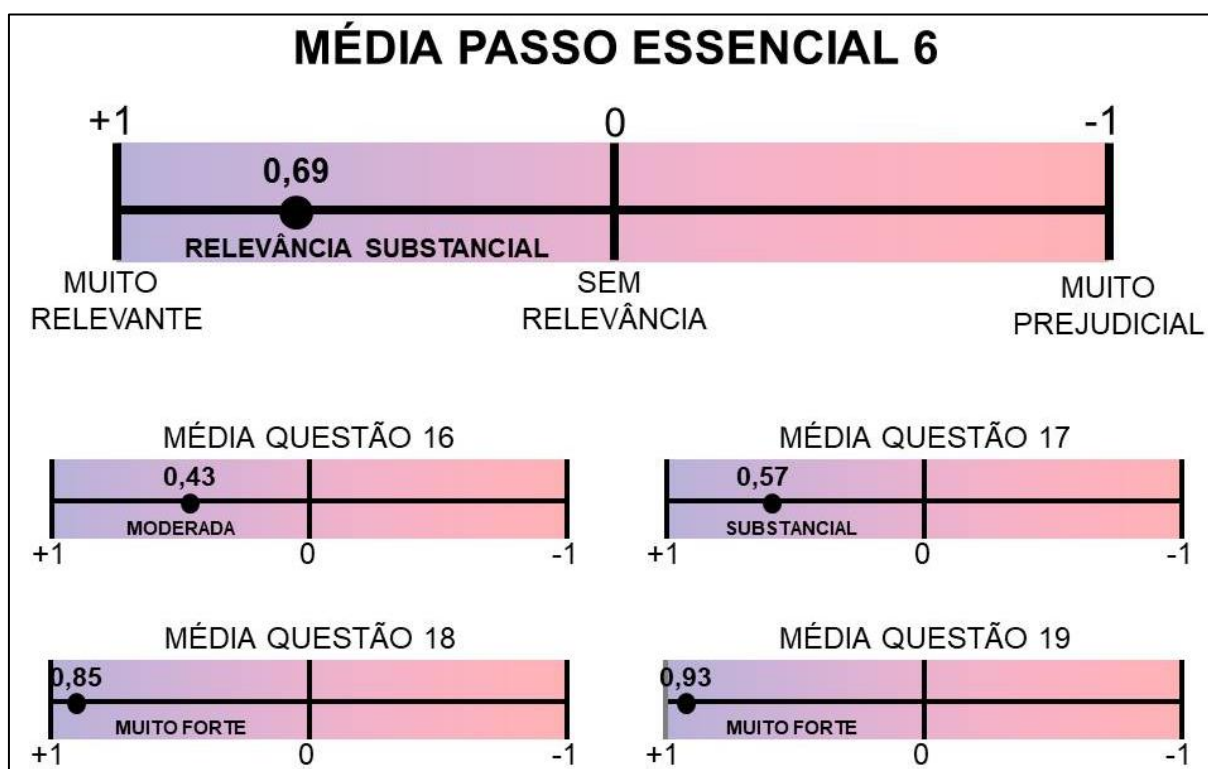 MÉDIA PASSO ESSENCIAL 6
+1 0 -1
0,69
RELEVÂNCIA SUBSTANCIAL
MUITO
RELEVANTE
SEM
RELEVÂNCIA
MUITO
PREJUDICIAL
MÉDIA QUESTÃO 16
0,43
MODERADA
+1 0 -1
MÉDIA QUESTÃO 17
0,57
SUBSTANCIAL
+1 0 -1
MÉDIA QUESTÃO 18
0,85
MUITO FORTE
+1 0 -1
MÉDIA QUESTÃO 19
0,93
MUITO FORTE
+1 0 -1